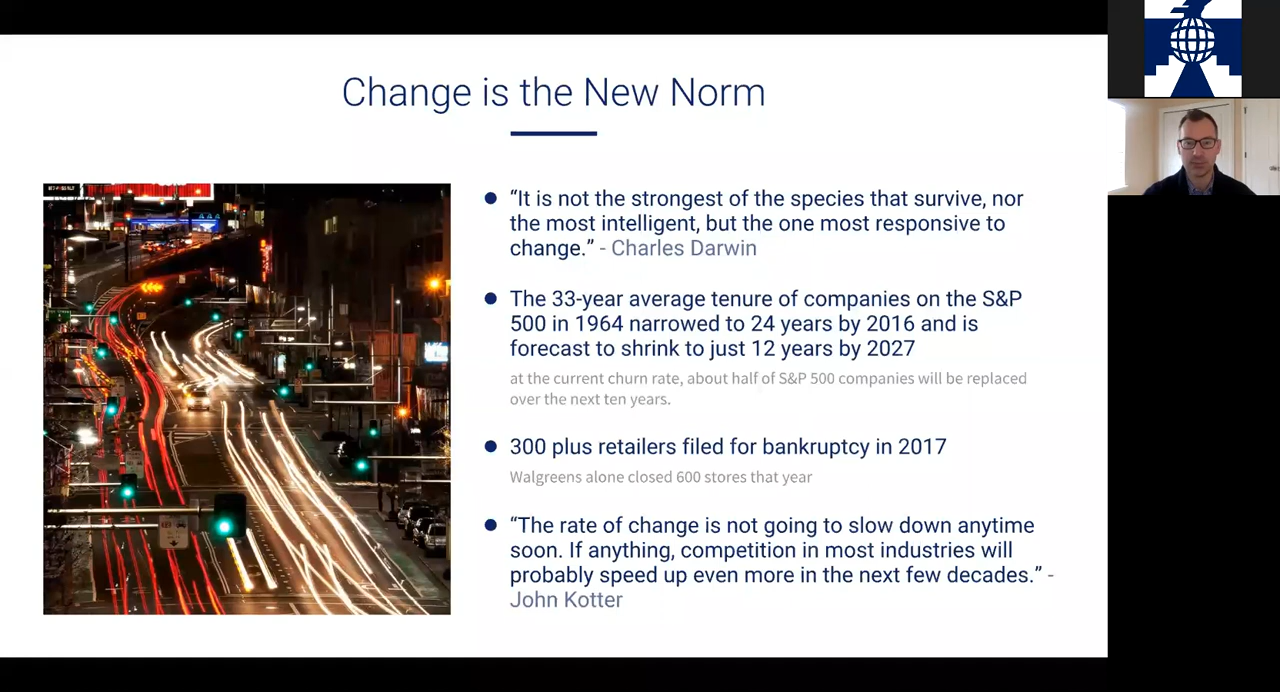 Change is the New Norm
“It is not the strongest of the species that survive, nor
the most intelligent, but the one most responsive to
change.” - Charles Darwin
The 33-year average tenure of companies on the S&P
500 in 1964 narrowed to 24 years by 2016 and is
forecast to shrink to just 12 years by 2027
at the current churn rate, about half of S&P 500 companies will be replaced
over the next ten years.
300 plus retailers filed for bankruptcy in 2017
Walgreens alone closed 600 stores that year
“The rate of change is not going to slow down anytime
soon. If anything, competition in most industries will
probably speed up even more in the next few decades.” -
John Kotter